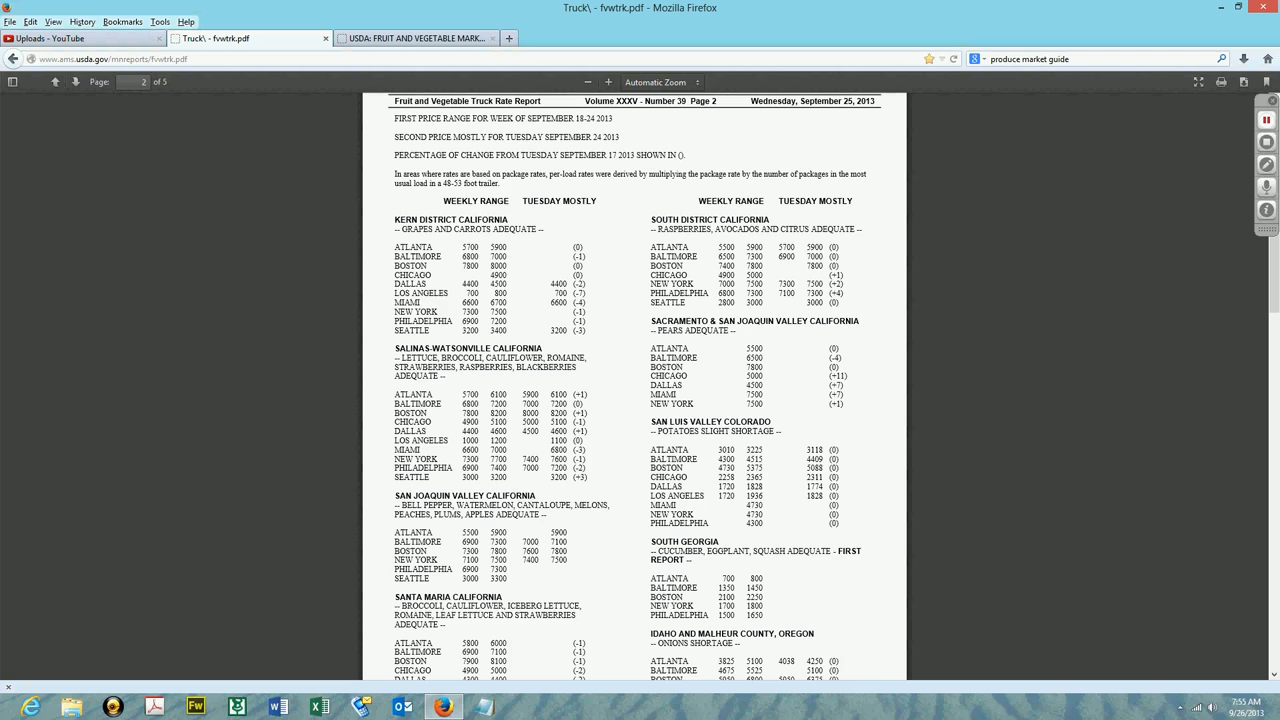 Truck\ - fvwtrk.pdf - Mozilla Firefox
File Edit View History Bookmarks Tools Help
Uploads - YouTube
Truck\ - fvwtrk.pdf
USDA: FRUIT AND VEGETABLE MARK...
www.ams.usda.gov/mnreports/fvwtrk.pdf
produce market guide
Page: 2 of 5
Automatic Zoom
Fruit and Vegetable Truck Rate Report Volume XXXV - Number 39 Page 2 Wednesday, September 25, 2013
FIRST PRICE RANGE FOR WEEK OF SEPTEMBER 18-24 2013
SECOND PRICE MOSTLY FOR TUESDAY SEPTEMBER 24 2013
PERCENTAGE OF CHANGE FROM TUESDAY SEPTEMBER 17 2013 SHOWN IN ().
In areas where rates are based on package rates, per-load rates were derived by multiplying the package rate by the number of packages in the most
usual load in a 48-53 foot trailer.
WEEKLY RANGE TUESDAY MOSTLY
KERN DISTRICT CALIFORNIA
-- GRAPES AND CARROTS ADEQUATE --
ATLANTA 5700 5900 (0)
BALTIMORE 6800 7000 (-1)
BOSTON 7800 8000 (0)
CHICAGO 4900 (0)
DALLAS 4400 4500 4400 (-2)
LOS ANGELES 700 800 700 (-7)
MIAMI 6600 6700 6600 (-4)
NEW YORK 7300 7500 (-1)
PHILADELPHIA 6900 7200 (-1)
SEATTLE 3200 3400 3200 (-3)
SALINAS-WATSONVILLE CALIFORNIA
-- LETTUCE, BROCCOLI, CAULIFLOWER, ROMAINE,
STRAWBERRIES, RASPBERRIES, BLACKBERRIES
ADEQUATE --
ATLANTA 5700 6100 5900 6100 (+1)
BALTIMORE 6800 7200 7000 7200 (0)
BOSTON 7800 8200 8000 8200 (+1)
CHICAGO 4900 5100 5000 5100 (-1)
DALLAS 4400 4600 4500 4600 (+1)
LOS ANGELES 1000 1200 1100 (0)
MIAMI 6600 7000 6800 (-3)
NEW YORK 7300 7700 7400 7600 (-1)
PHILADELPHIA 6900 7400 7000 7200 (-2)
SEATTLE 3000 3200 3200 (+3)
SAN JOAQUIN VALLEY CALIFORNIA
-- BELL PEPPER, WATERMELON, CANTALOUPE, MELONS,
PEACHES, PLUMS, APPLES ADEQUATE --
ATLANTA 5500 5900 5900
BALTIMORE 6900 7300 7000 7100
BOSTON 7300 7800 7600 7800
NEW YORK 7100 7500 7400 7500
PHILADELPHIA 6900 7300
SEATTLE 3000 3300
SANTA MARIA CALIFORNIA
-- BROCCOLI, CAULIFLOWER, ICEBERG LETTUCE,
ROMAINE, LEAF LETTUCE AND STRAWBERRIES
ADEQUATE --
ATLANTA 5800 6000 (-1)
BALTIMORE 6900 7100 (-1)
BOSTON 7900 8100 (-1)
CHICAGO 4900 5000 (-2)
WEEKLY RANGE TUESDAY MOSTLY
SOUTH DISTRICT CALIFORNIA
-- RASPBERRIES, AVOCADOS AND CITRUS ADEQUATE --
ATLANTA 5500 5900 5700 5900 (0)
BALTIMORE 6500 7300 6900 7000 (0)
BOSTON 7400 7800 7800 (0)
CHICAGO 4900 5000 (+1)
NEW YORK 7000 7500 7300 7500 (+2)
PHILADELPHIA 6800 7300 7100 7300 (+4)
SEATTLE 2800 3000 3000 (0)
SACRAMENTO & SAN JOAQUIN VALLEY CALIFORNIA
-- PEARS ADEQUATE --
ATLANTA 5500 (0)
BALTIMORE 6500 (-4)
BOSTON 7800 (0)
CHICAGO 5000 (+11)
DALLAS 4500 (+7)
MIAMI 7500 (+7)
NEW YORK 7500 (+1)
SAN LUIS VALLEY COLORADO
-- POTATOES SLIGHT SHORTAGE --
ATLANTA 3010 3225 3118 (0)
BALTIMORE 4300 4515 4409 (0)
BOSTON 4730 5375 5088 (0)
CHICAGO 2258 2365 2311 (0)
DALLAS 1720 1828 1774 (0)
LOS ANGELES 1720 1936 1828 (0)
MIAMI 4730 (0)
NEW YORK 4730 (0)
PHILADELPHIA 4300 (0)
SOUTH GEORGIA
-- CUCUMBER, EGGPLANT, SQUASH ADEQUATE - FIRST
REPORT --
ATLANTA 700 800
BALTIMORE 1350 1450
BOSTON 2100 2250
NEW YORK 1700 1800
PHILADELPHIA 1500 1650
IDAHO AND MALHEUR COUNTY, OREGON
-- ONIONS SHORTAGE --
ATLANTA 3825 5100 4038 4250 (0)
BALTIMORE 4675 5525 5100 (0)
7:55 AM
9/26/2013